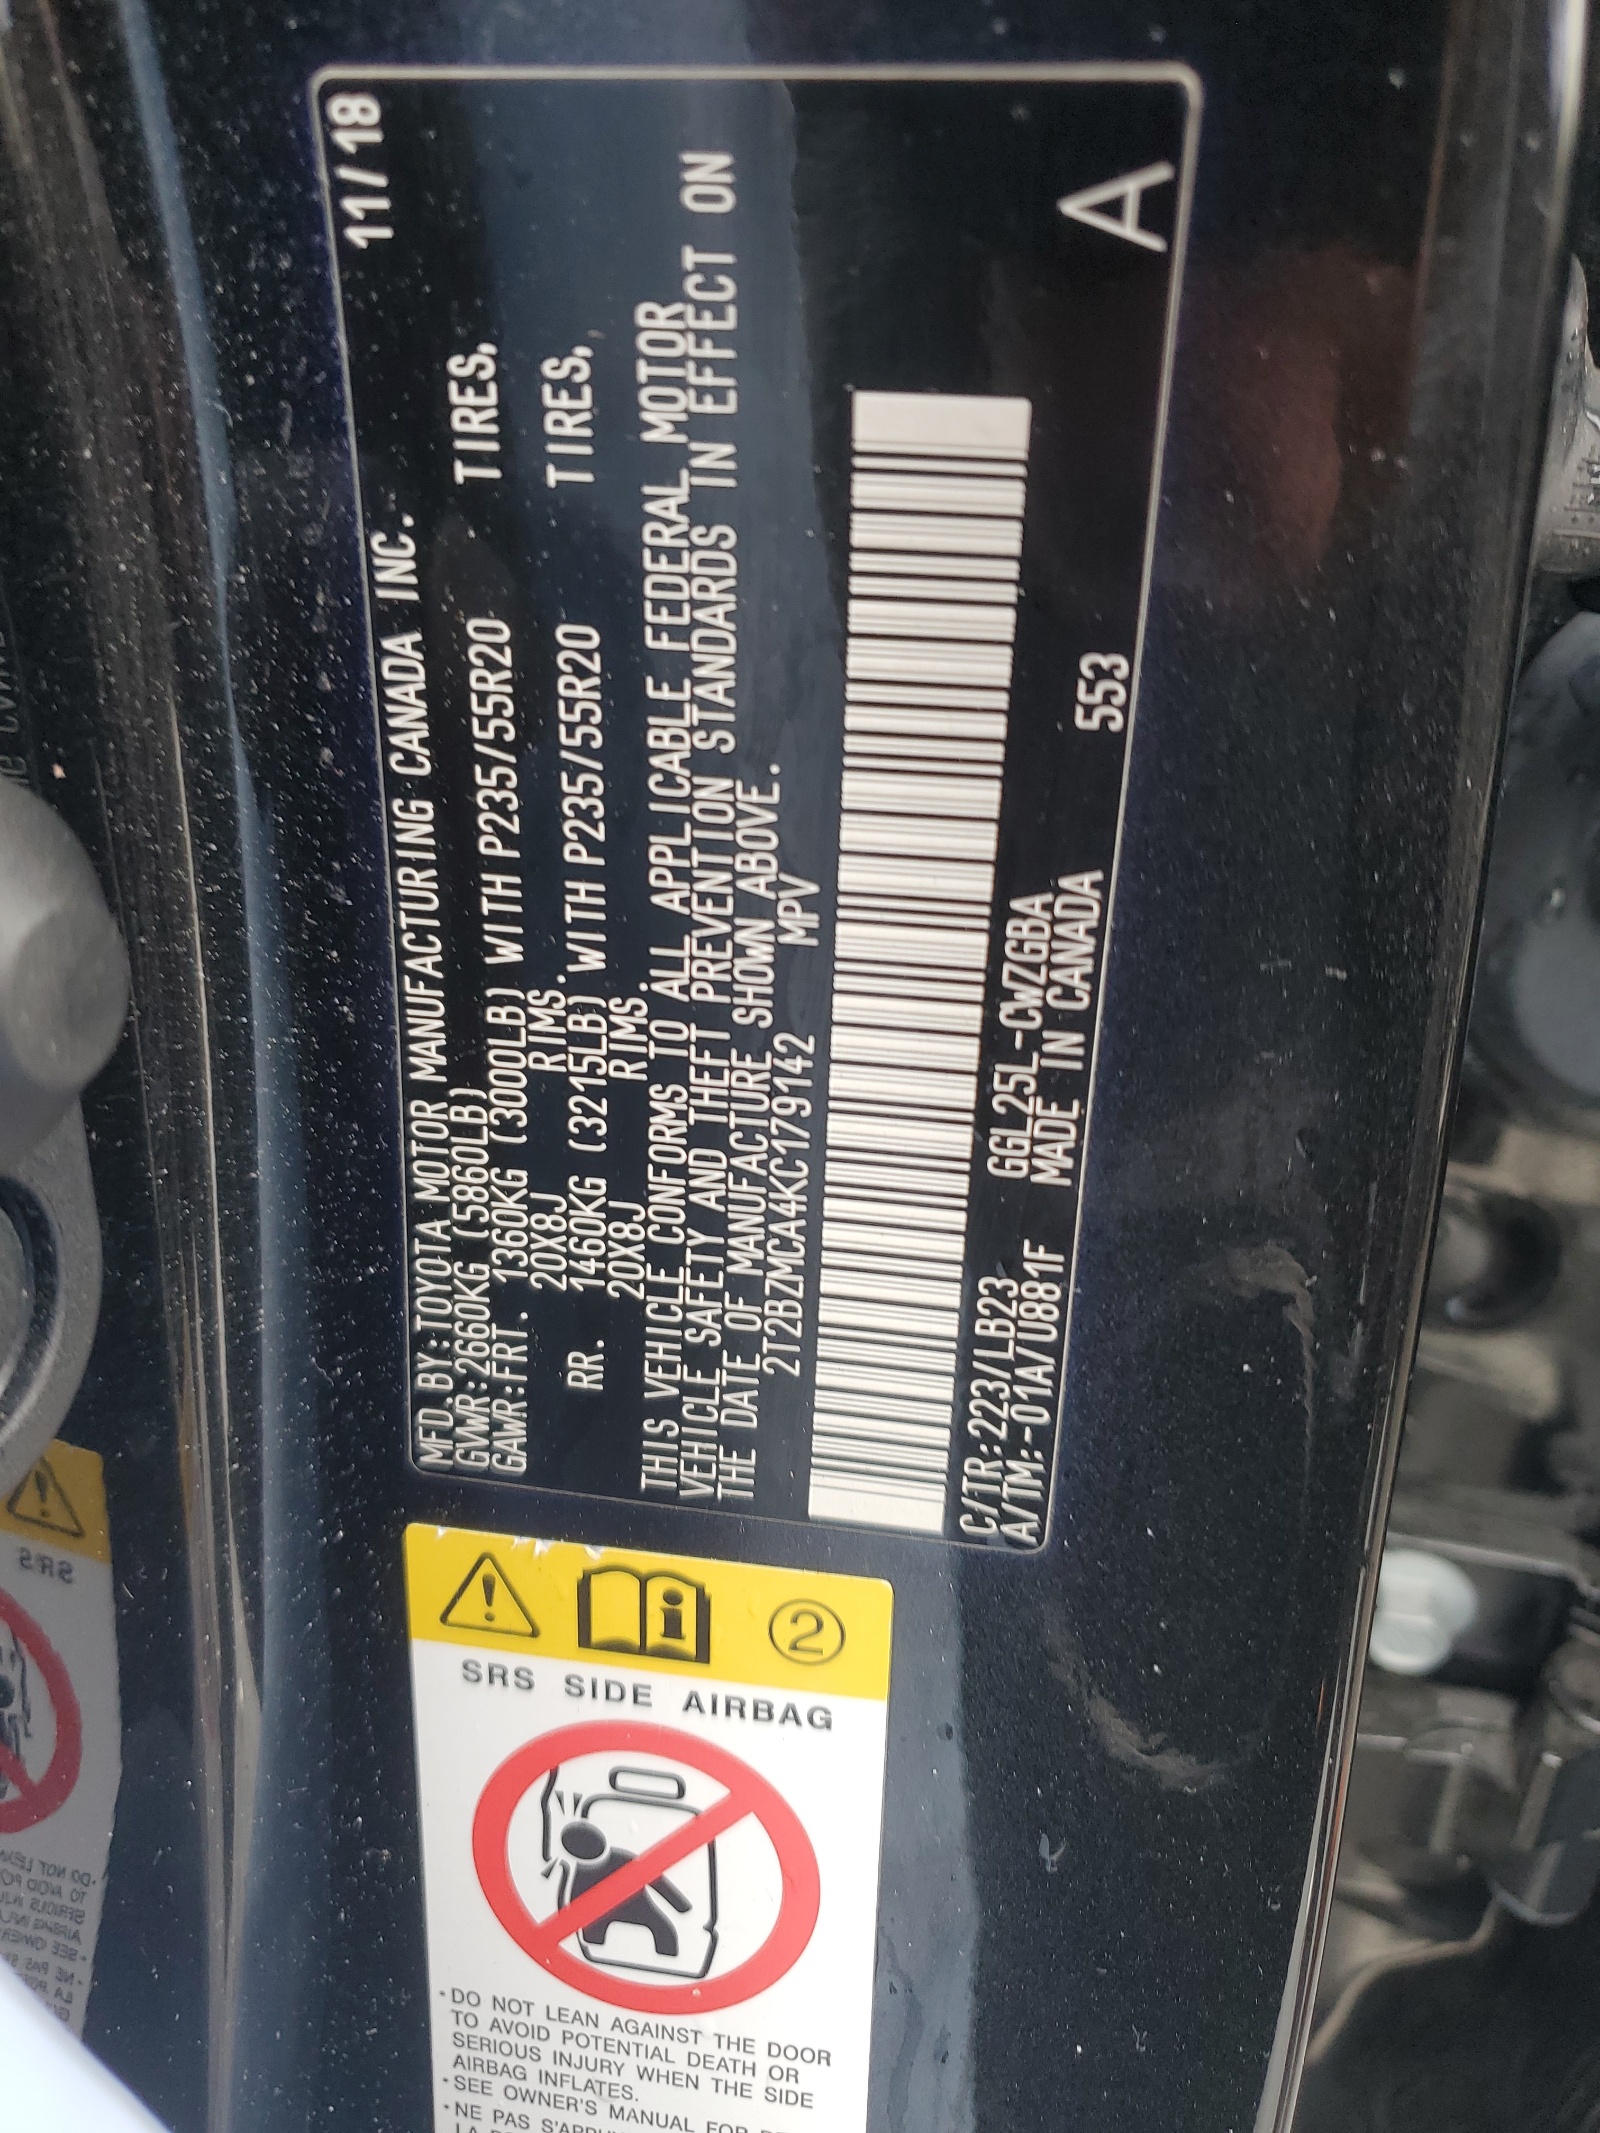 11/18
MFD.BY:TOYOTA MOTOR MANUFACTURING CANADA INC.
GVWR:2660KG (5860LB)
GAWR:FRT. 1360KG (3000LB) WITH P235/55R20 TIRES,
20X8J RIMS.
RR. 1460KG (3215LB) WITH P235/55R20 TIRES,
20X8J RIMS.
THIS VEHICLE CONFORMS TO ALL APPLICABLE FEDERAL MOTOR
VEHICLE SAFETY AND THEFT PREVENTION STANDARDS IN EFFECT ON
THE DATE OF MANUFACTURE SHOWN ABOVE.
2T2BZMCA4KC179142 MPV
C/TR:223/LB23 GGL25L-CWZGBA
A/TM:-01A/U881F MADE IN CANADA 553
A
2
SRS SIDE AIRBAG
·DO NOT LEAN AGAINST THE DOOR
TO AVOID POTENTIAL DEATH OR
SERIOUS INJURY WHEN THE SIDE
AIRBAG INFLATES.
·SEE OWNER'S MANUAL FOR
·NE PAS
LA
SRS